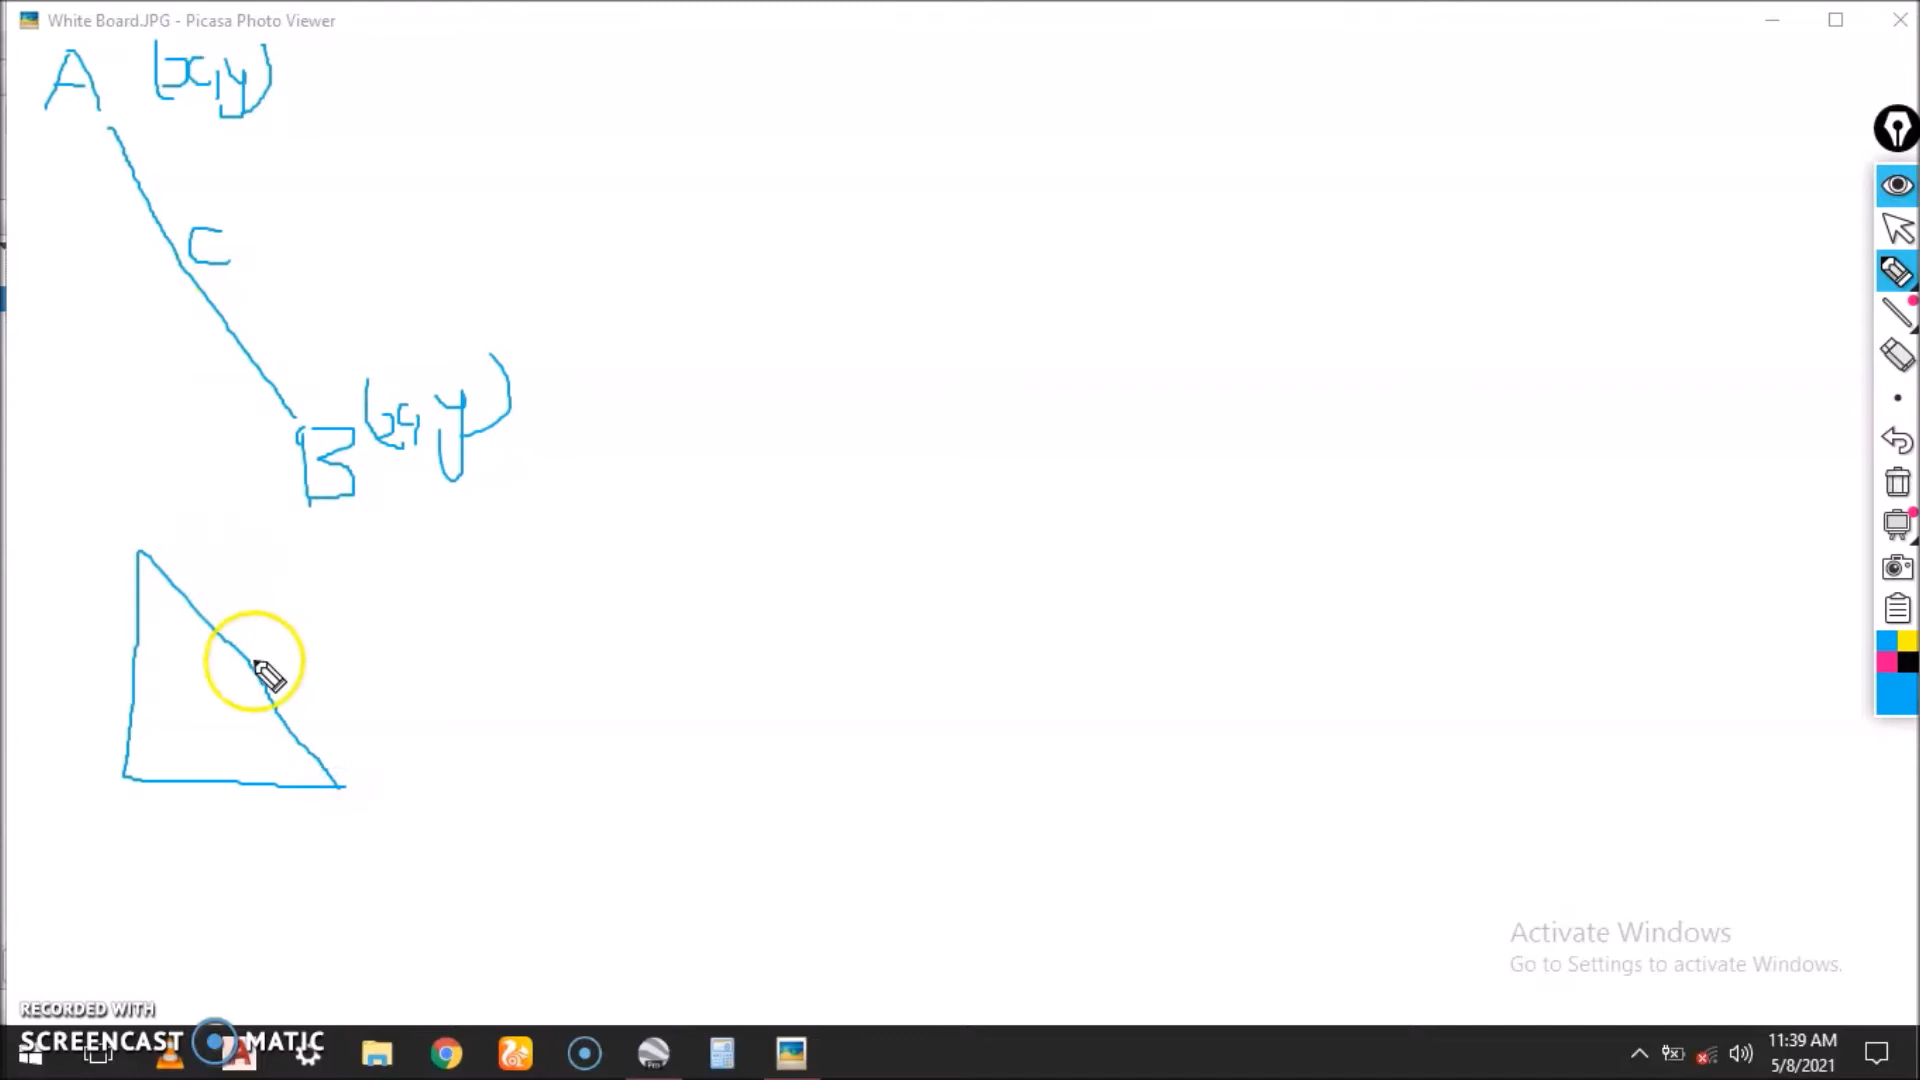 White Board.JPG - Picasa Photo Viewer
A (x,y)
C
B (x, y)
Activate Windows
Go to Settings to activate Windows.
RECORDED WITH
SCREENCAST MATIC
11:39 AM
5/8/2021